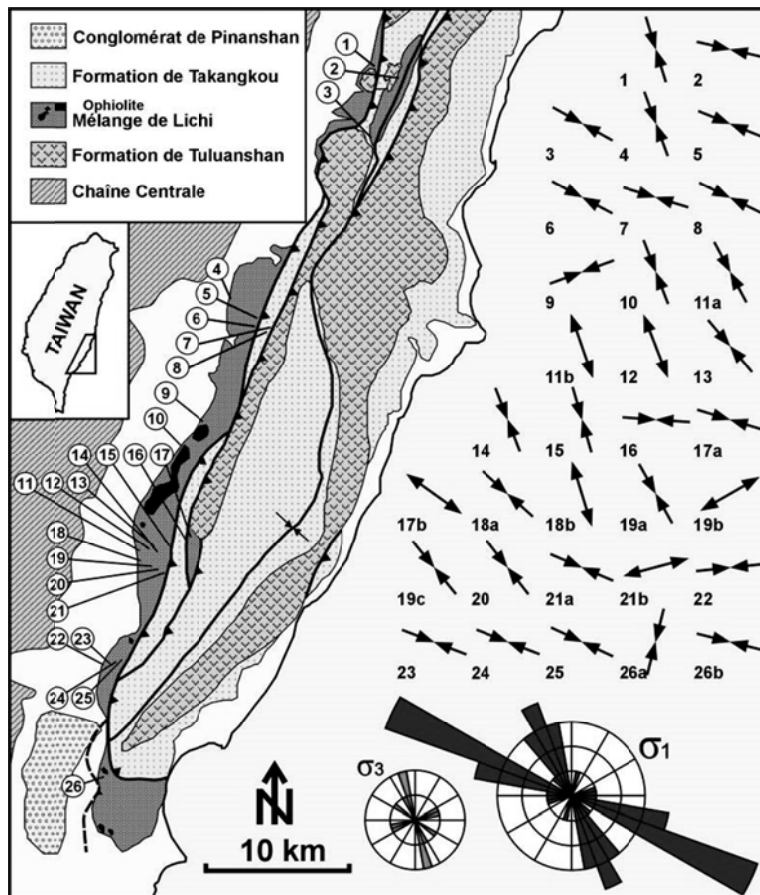 Conglomérat de Pinanshan
Formation de Takangkou
Ophiolite
Mélange de Lichi
Formation de Tuluanshan
Chaîne Centrale
TAIWAN
1
2
3
4
5
6
7
8
9
10
14 15 16 17
12 13
11
18
19
20
21
22 23
24 25
26
1 2
3 4 5
6 7 8
9 10 11a
11b 12 13
14 15 16 17a
17b 18a 18b 19a 19b
19c 20 21a 21b 22
23 24 25 26a 26b
σ3
σ1
N
10 km